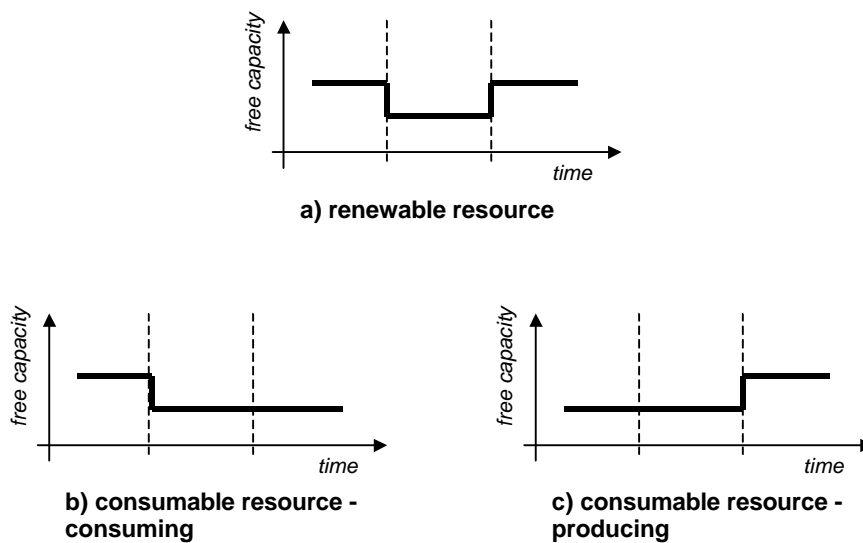 free capacity
time
a) renewable resource
free capacity
time
b) consumable resource -
consuming
free capacity
time
c) consumable resource -
producing